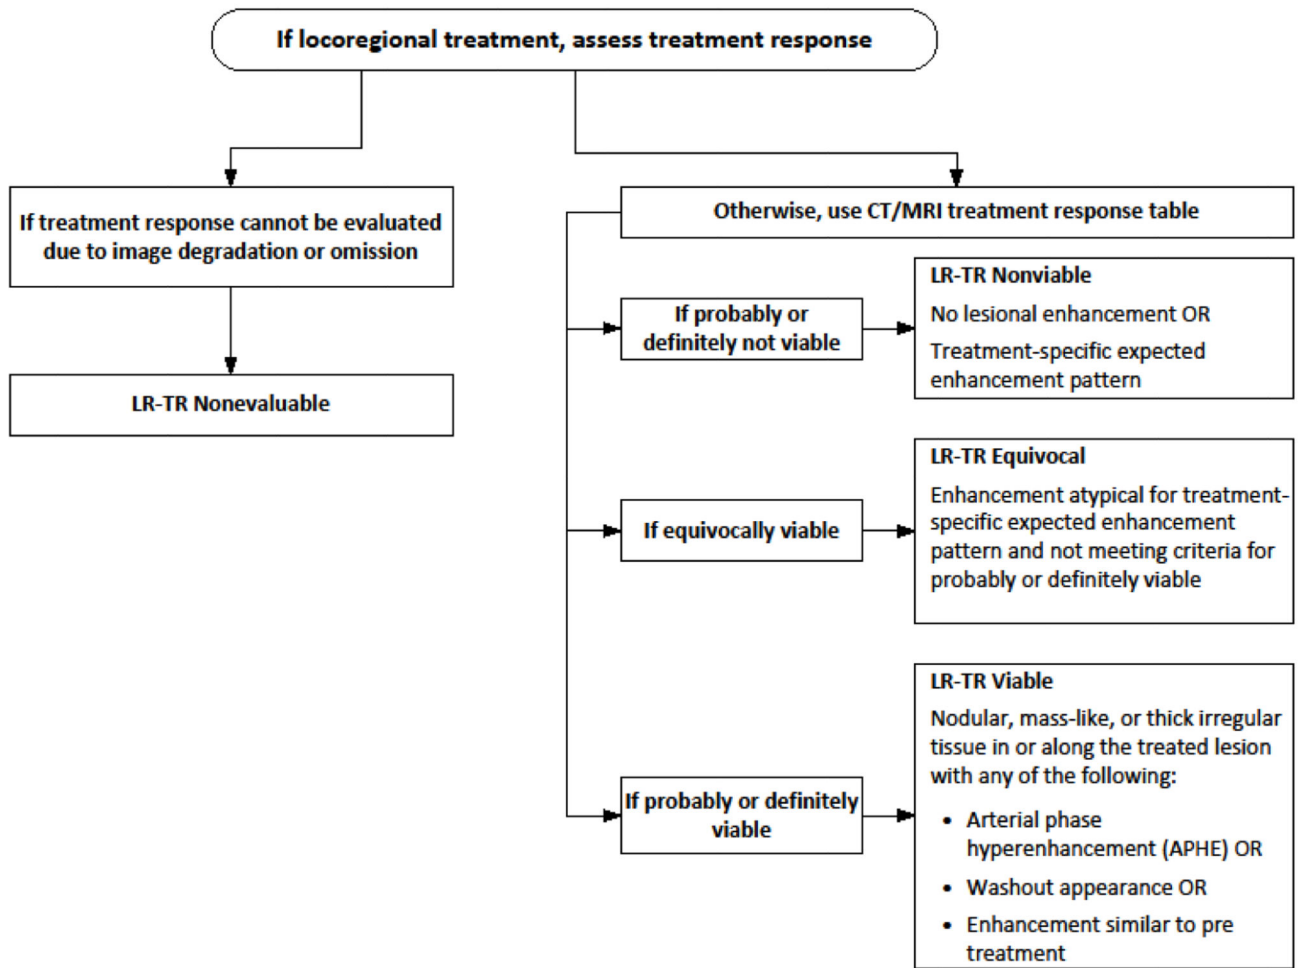 If locoregional treatment, assess treatment response
If treatment response cannot be evaluated
due to image degradation or omission
LR-TR Nonevaluable
Otherwise, use CT/MRI treatment response table
If probably or
definitely not viable
LR-TR Nonviable
No lesional enhancement OR
Treatment-specific expected
enhancement pattern
If equivocally viable
LR-TR Equivocal
Enhancement atypical for treatment-
specific expected enhancement
pattern and not meeting criteria for
probably or definitely viable
If probably or definitely
viable
LR-TR Viable
Nodular, mass-like, or thick irregular
tissue in or along the treated lesion
with any of the following:
• Arterial phase
hyperenhancement (APHE) OR
• Washout appearance OR
• Enhancement similar to pre
treatment